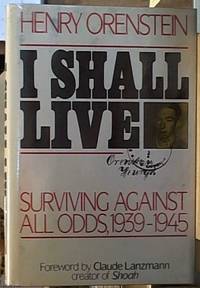 HENRY ORENSTEIN
I SHALL
LIVE
SURVIVING AGAINST
ALL ODDS, 1939-1945
Foreword by Claude Lanzmann
creator of Shoah